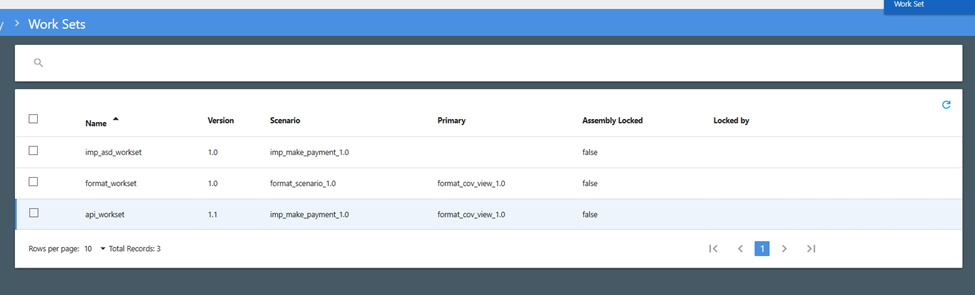 Work Set
y > Work Sets
Name Version Scenario Primary Assembly Locked Locked by
imp_asd_workset 1.0 imp_make_payment_1.0 false
format_workset 1.0 format_scenario_1.0 format_cov_view_1.0 false
api_workset 1.1 imp_make_payment_1.0 format_cov_view_1.0 false
Rows per page: 10 Total Records: 3 1